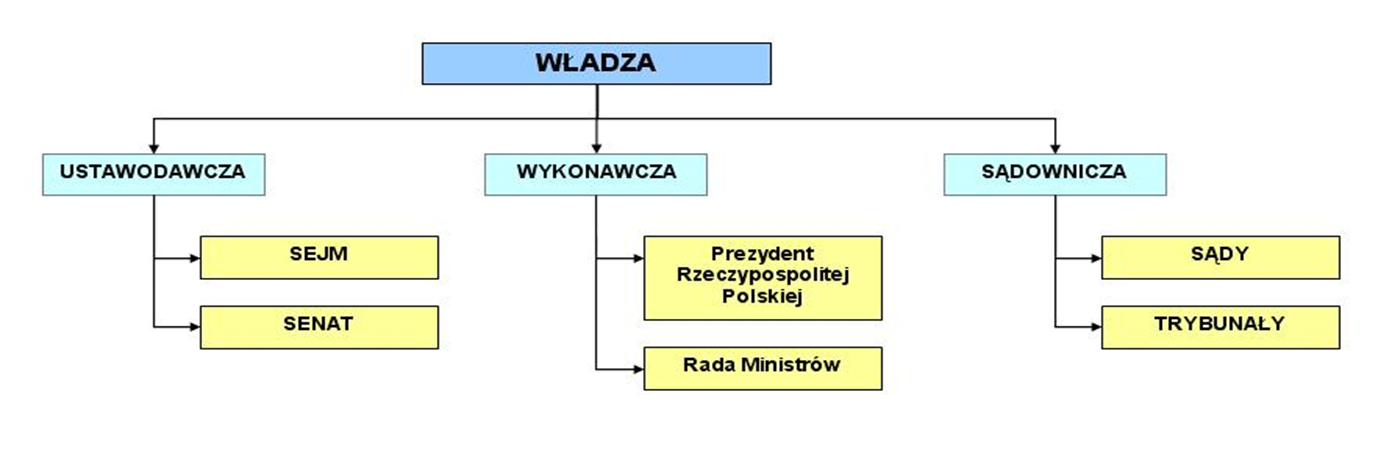 WŁADZA
USTAWODAWCZA
WYKONAWCZA
SĄDOWNICZA
SEJM
SENAT
Prezydent
Rzeczypospolitej
Polskiej
Rada Ministrów
SĄDY
TRYBUNAŁY